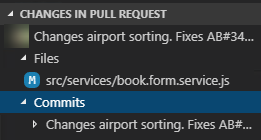 CHANGES IN PULL REQUEST
Changes airport sorting. Fixes AB#34...
Files
M src/services/book.form.service.js
Commits
Changes airport sorting. Fixes AB#...